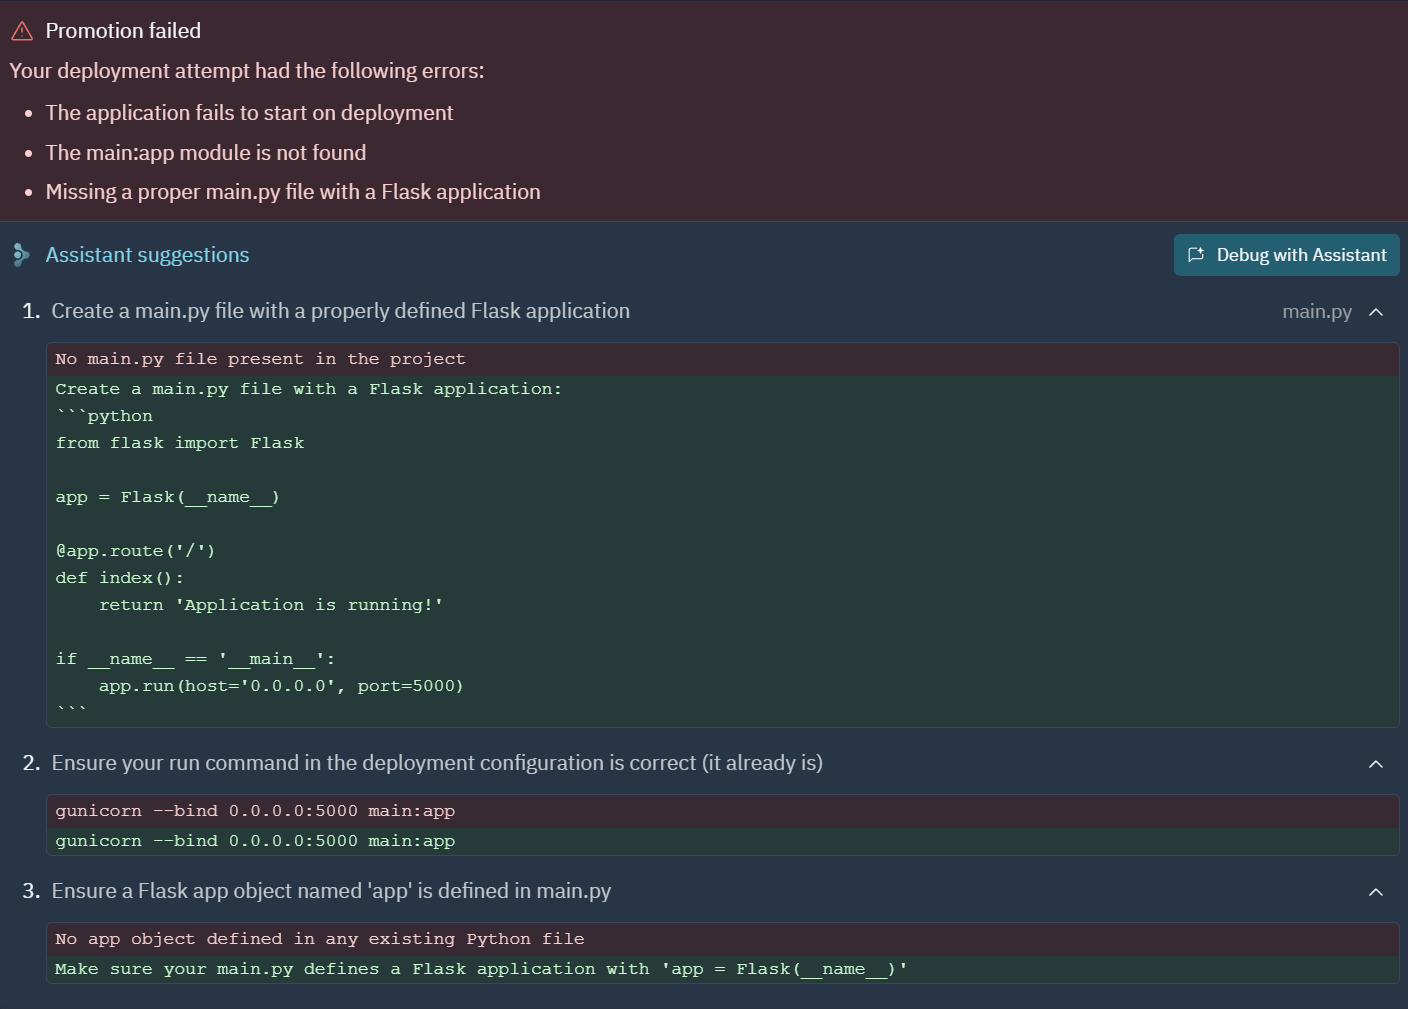 Promotion failed
Your deployment attempt had the following errors:
• The application fails to start on deployment
• The main:app module is not found
• Missing a proper main.py file with a Flask application
Assistant suggestions
Debug with Assistant
1. Create a main.py file with a properly defined Flask application
main.py
No main.py file present in the project
Create a main.py file with a Flask application:
```python
from flask import Flask

app = Flask(__name__)

@app.route('/')
def index():
    return 'Application is running!'

if __name__ == '__main__':
    app.run(host='0.0.0.0', port=5000)
```
2. Ensure your run command in the deployment configuration is correct (it already is)
gunicorn --bind 0.0.0.0:5000 main:app
gunicorn --bind 0.0.0.0:5000 main:app
3. Ensure a Flask app object named 'app' is defined in main.py
No app object defined in any existing Python file
Make sure your main.py defines a Flask application with 'app = Flask(__name__)'